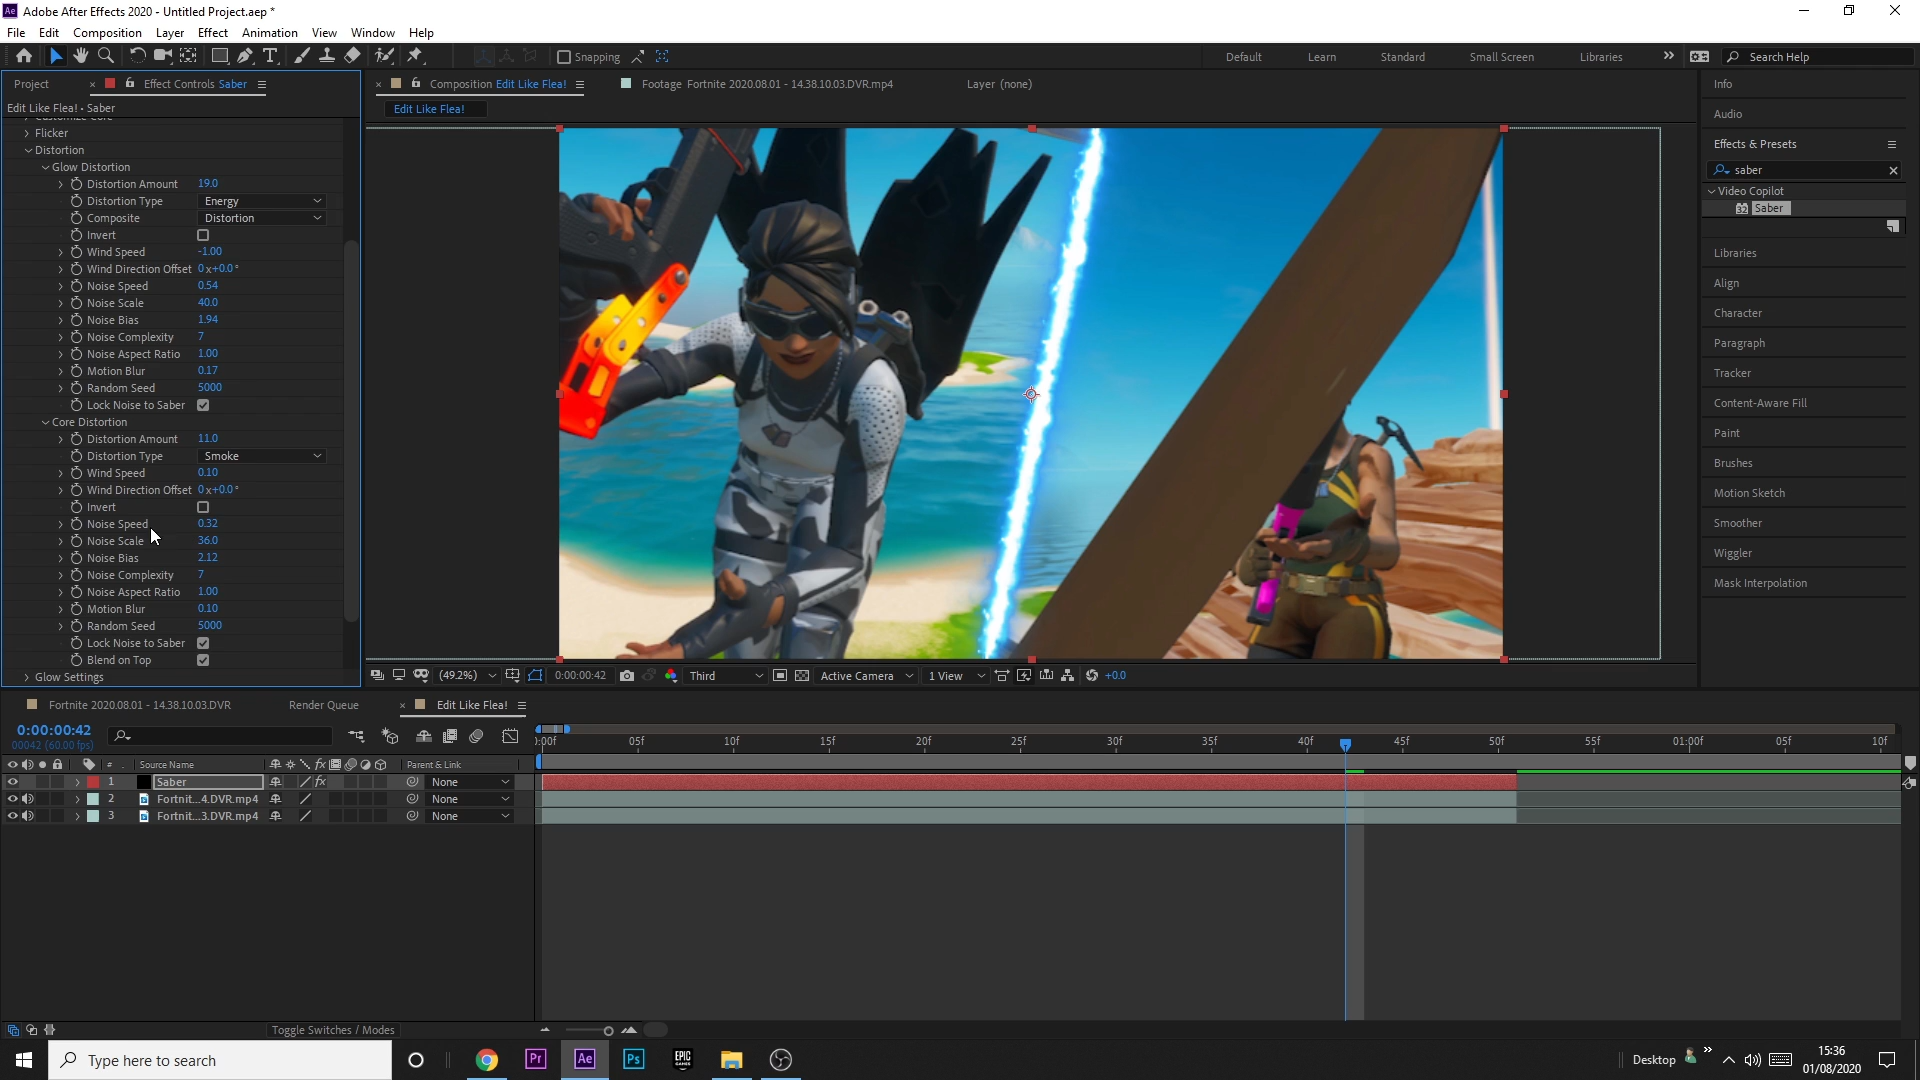 Ae Adobe After Effects 2020 - Untitled Project.aep *
File Edit Composition Layer Effect Animation View Window Help
Snapping Default Learn Standard Small Screen Libraries » Search Help
Project × Effect Controls Saber
Edit Like Flea! • Saber
Customize Core
Flicker
Distortion
Glow Distortion
Distortion Amount 19.0
Distortion Type Energy
Composite Distortion
Invert
Wind Speed -1.00
Wind Direction Offset 0x+0.0°
Noise Speed 0.54
Noise Scale 40.0
Noise Bias 1.94
Noise Complexity 7
Noise Aspect Ratio 1.00
Motion Blur 0.17
Random Seed 5000
Lock Noise to Saber
Core Distortion
Distortion Amount 11.0
Distortion Type Smoke
Wind Speed 0.10
Wind Direction Offset 0x+0.0°
Invert
Noise Speed 0.32
Noise Scale 36.0
Noise Bias 2.12
Noise Complexity 7
Noise Aspect Ratio 1.00
Motion Blur 0.10
Random Seed 5000
Lock Noise to Saber
Blend on Top
Glow Settings
× Composition Edit Like Flea! Footage Fortnite 2020.08.01 - 14.38.10.03.DVR.mp4 Layer (none)
Edit Like Flea!
(49.2%) 0:00:00:42 Third Active Camera 1 View +0.0
Info
Audio
Effects & Presets
saber
Video Copilot
32 Saber
Libraries
Align
Character
Paragraph
Tracker
Content-Aware Fill
Paint
Brushes
Motion Sketch
Smoother
Wiggler
Mask Interpolation
Fortnite 2020.08.01 - 14.38.10.03.DVR Render Queue × Edit Like Flea!
0:00:00:42
00042 (60.00 fps)
):00f 05f 10f 15f 20f 25f 30f 35f 40f 45f 50f 55f 01:00f 05f 10f
# Source Name fx Parent & Link
1 Saber fx None
2 Fortnit...4.DVR.mp4 None
3 Fortnit...3.DVR.mp4 None
Toggle Switches / Modes
Type here to search Pr Ae Ps EPIC GAMES Desktop »
15:36
01/08/2020